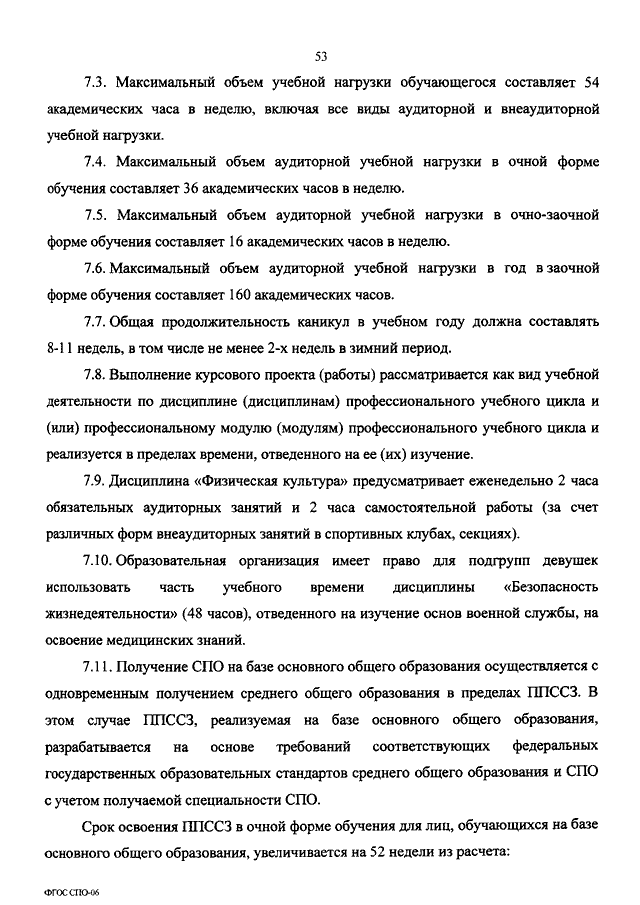 53
7.3. Максимальный объем учебной нагрузки обучающегося составляет 54
академических часа в неделю, включая все виды аудиторной и внеаудиторной
учебной нагрузки.
7.4. Максимальный объем аудиторной учебной нагрузки в очной форме
обучения составляет 36 академических часов в неделю.
7.5. Максимальный объем аудиторной учебной нагрузки в очно-заочной
форме обучения составляет 16 академических часов в неделю.
7.6. Максимальный объем аудиторной учебной нагрузки в год в заочной
форме обучения составляет 160 академических часов.
7.7. Общая продолжительность каникул в учебном году должна составлять
8-11 недель, в том числе не менее 2-х недель в зимний период.
7.8. Выполнение курсового проекта (работы) рассматривается как вид учебной
деятельности по дисциплине (дисциплинам) профессионального учебного цикла и
(или) профессиональному модулю (модулям) профессионального учебного цикла и
реализуется в пределах времени, отведенного на ее (их) изучение.
7.9. Дисциплина «Физическая культура» предусматривает еженедельно 2 часа
обязательных аудиторных занятий и 2 часа самостоятельной работы (за счет
различных форм внеаудиторных занятий в спортивных клубах, секциях).
7.10. Образовательная организация имеет право для подгрупп девушек
использовать часть учебного времени дисциплины «Безопасность
жизнедеятельности» (48 часов), отведенного на изучение основ военной службы, на
освоение медицинских знаний.
7.11. Получение СПО на базе основного общего образования осуществляется с
одновременным получением среднего общего образования в пределах ППССЗ. В
этом случае ППССЗ, реализуемая на базе основного общего образования,
разрабатывается на основе требований соответствующих федеральных
государственных образовательных стандартов среднего общего образования и СПО
с учетом получаемой специальности СПО.
Срок освоения ППССЗ в очной форме обучения для лиц, обучающихся на базе
основного общего образования, увеличивается на 52 недели из расчета:
ФГОС СПО-06